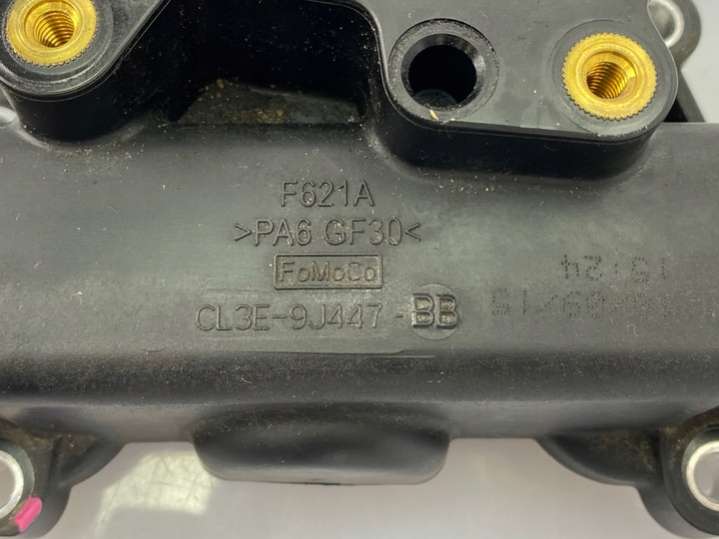 F621A
>PA6 GF30<
FoMoCo
CL3E-9J447-BB